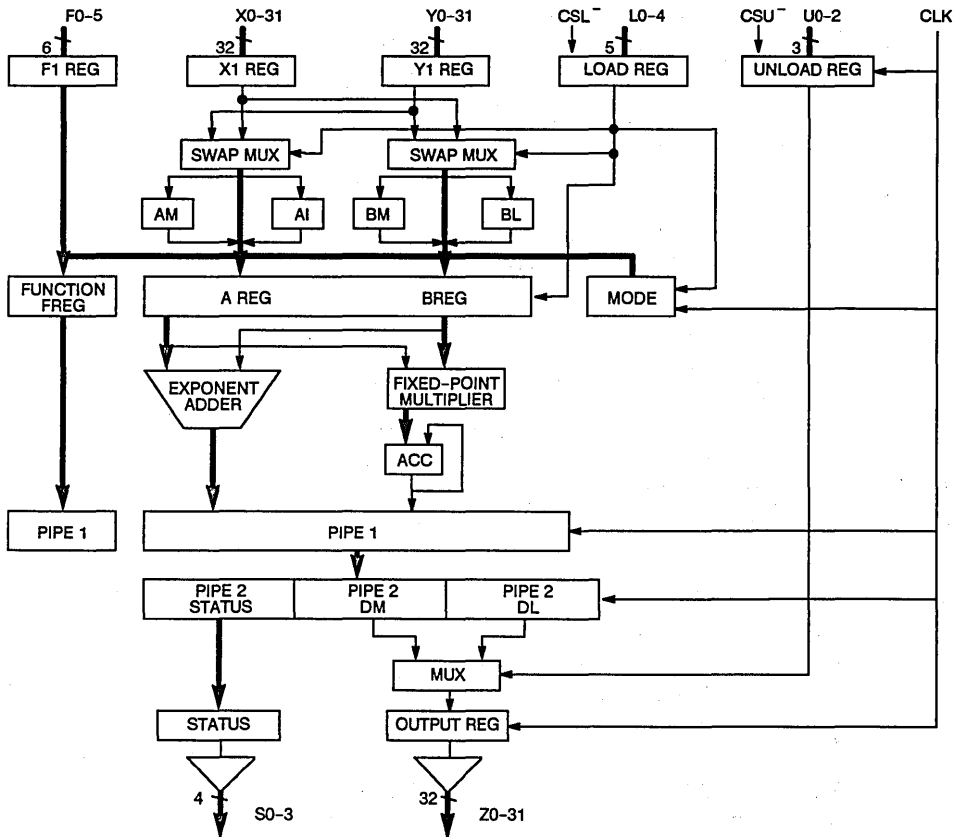 F0-5 X0-31 Y0-31 CSL- L0-4 CSU- U0-2 CLK
6 32 32 5 3
F1 REG X1 REG Y1 REG LOAD REG UNLOAD REG
SWAP MUX SWAP MUX
AM AI BM BL
FUNCTION
FREG
A REG BREG MODE
EXPONENT
ADDER
FIXED-POINT
MULTIPLIER
ACC
PIPE 1 PIPE 1
PIPE 2
STATUS
PIPE 2
DM
PIPE 2
DL
MUX
STATUS OUTPUT REG
4 S0-3 32 Z0-31